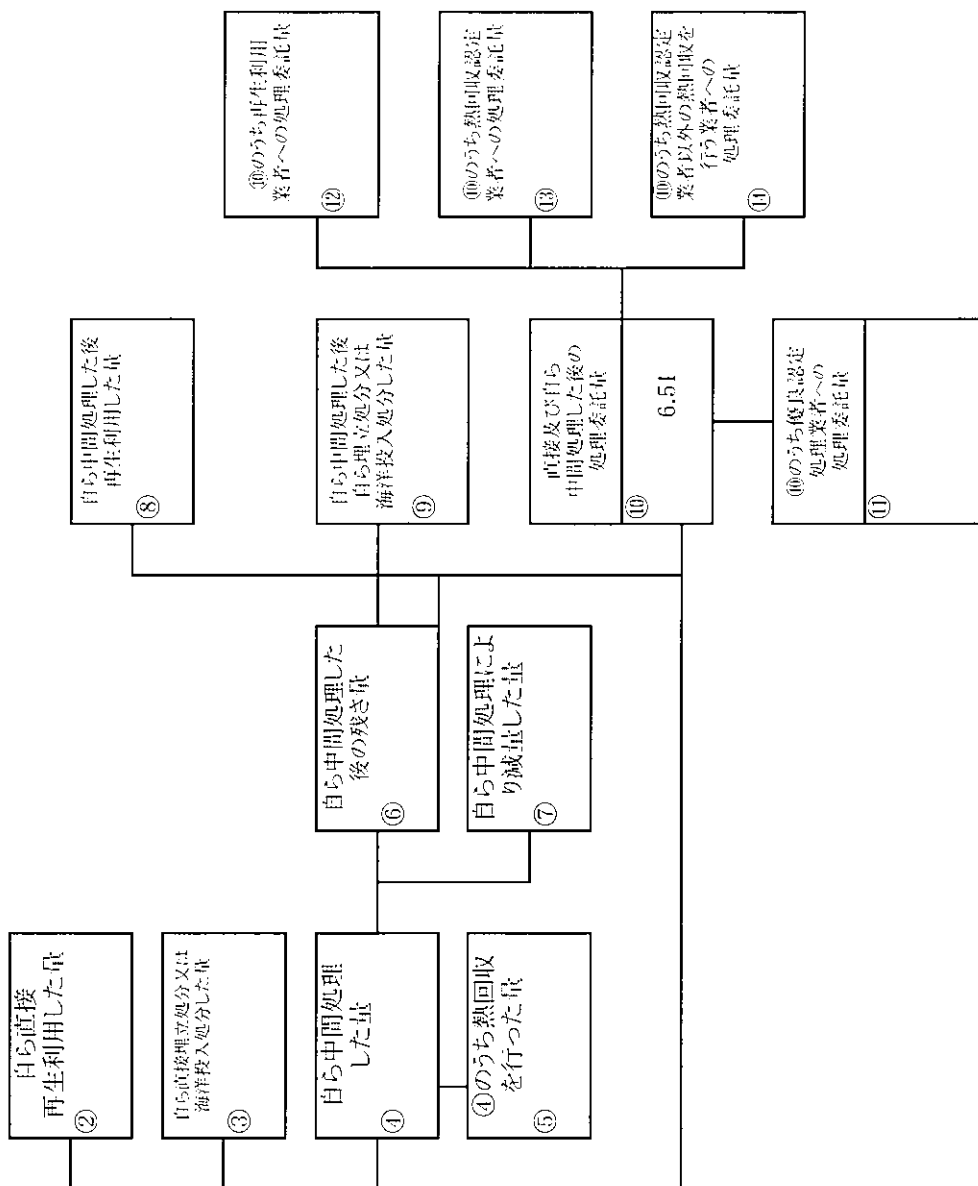 ②
自ら直接
再生利用した量
③
自ら直接埋立処分又は
海洋投入処分した量
④
自ら中間処理
した量
⑤
④のうち熱回収
を行った量
⑥
自ら中間処理した
後の残さ量
⑦
自ら中間処理によ
り減量した量
⑧
自ら中間処理した後
再生利用した量
⑨
自ら中間処理した後
自ら埋立処分又は
海洋投入処分した量
⑩
直接及び自ら
中間処理した後の
処理委託量
6.51
⑪
⑩のうち優良認定
処理業者への
処理委託量
⑫
⑩のうち再生利用
業者への処理委託量
⑬
⑩のうち熱回収認定
業者への処理委託量
⑭
⑩のうち熱回収認定
業者以外の熱回収を
行う業者への
処理委託量